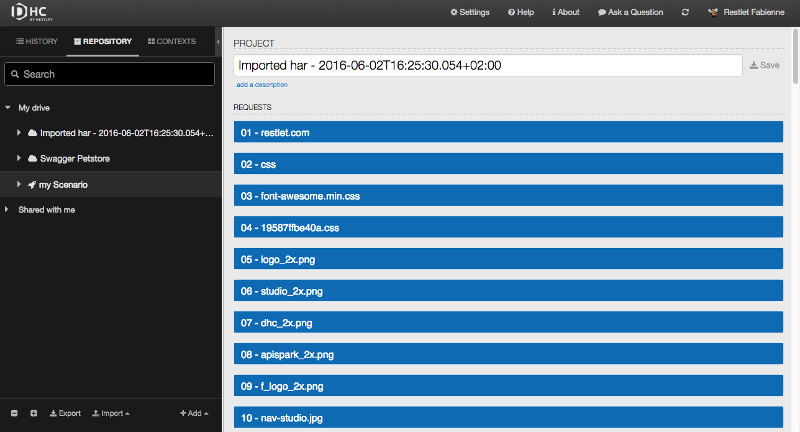 DHC
BY RESTLET
Settings
Help
About
Ask a Question
Restlet Fabienne
HISTORY
REPOSITORY
CONTEXTS
Search
My drive
Imported har - 2016-06-02T16:25:30.054+...
Swagger Petstore
my Scenario
Shared with me
Export
Import
Add
PROJECT
Imported har - 2016-06-02T16:25:30.054+02:00
Save
add a description
REQUESTS
01 - restlet.com
02 - css
03 - font-awesome.min.css
04 - 19587ffbe40a.css
05 - logo_2x.png
06 - studio_2x.png
07 - dhc_2x.png
08 - apispark_2x.png
09 - f_logo_2x.png
10 - nav-studio.jpg